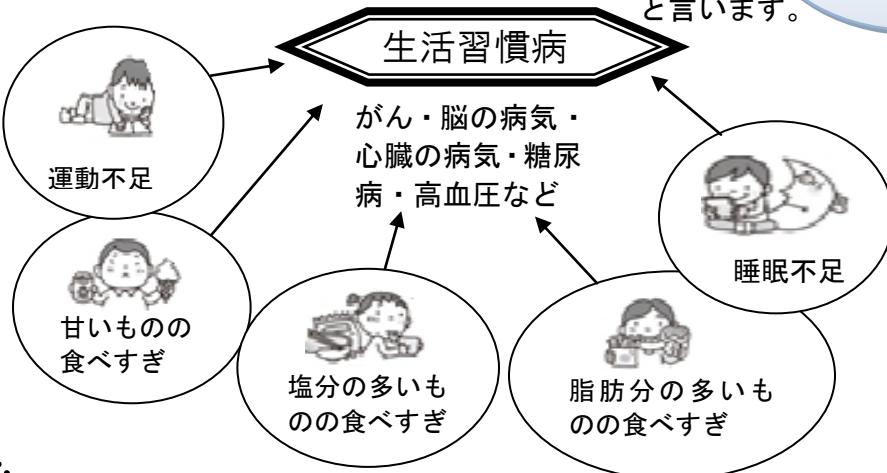 と言います。
生活習慣病
がん・脳の病気・
心臓の病気・糖尿
病・高血圧など
運動不足
睡眠不足
甘いものの
食べすぎ
塩分の多いも
のの食べすぎ
脂肪分の多いも
のの食べすぎ